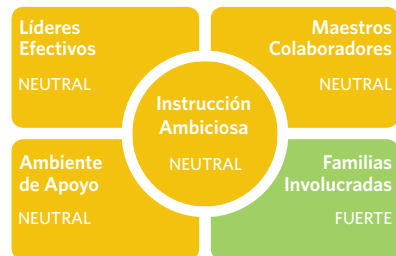 Líderes
Efectivos
NEUTRAL
Maestros
Colaboradores
NEUTRAL
Instrucción
Ambiciosa
NEUTRAL
Ambiente
de Apoyo
NEUTRAL
Familias
Involucradas
FUERTE